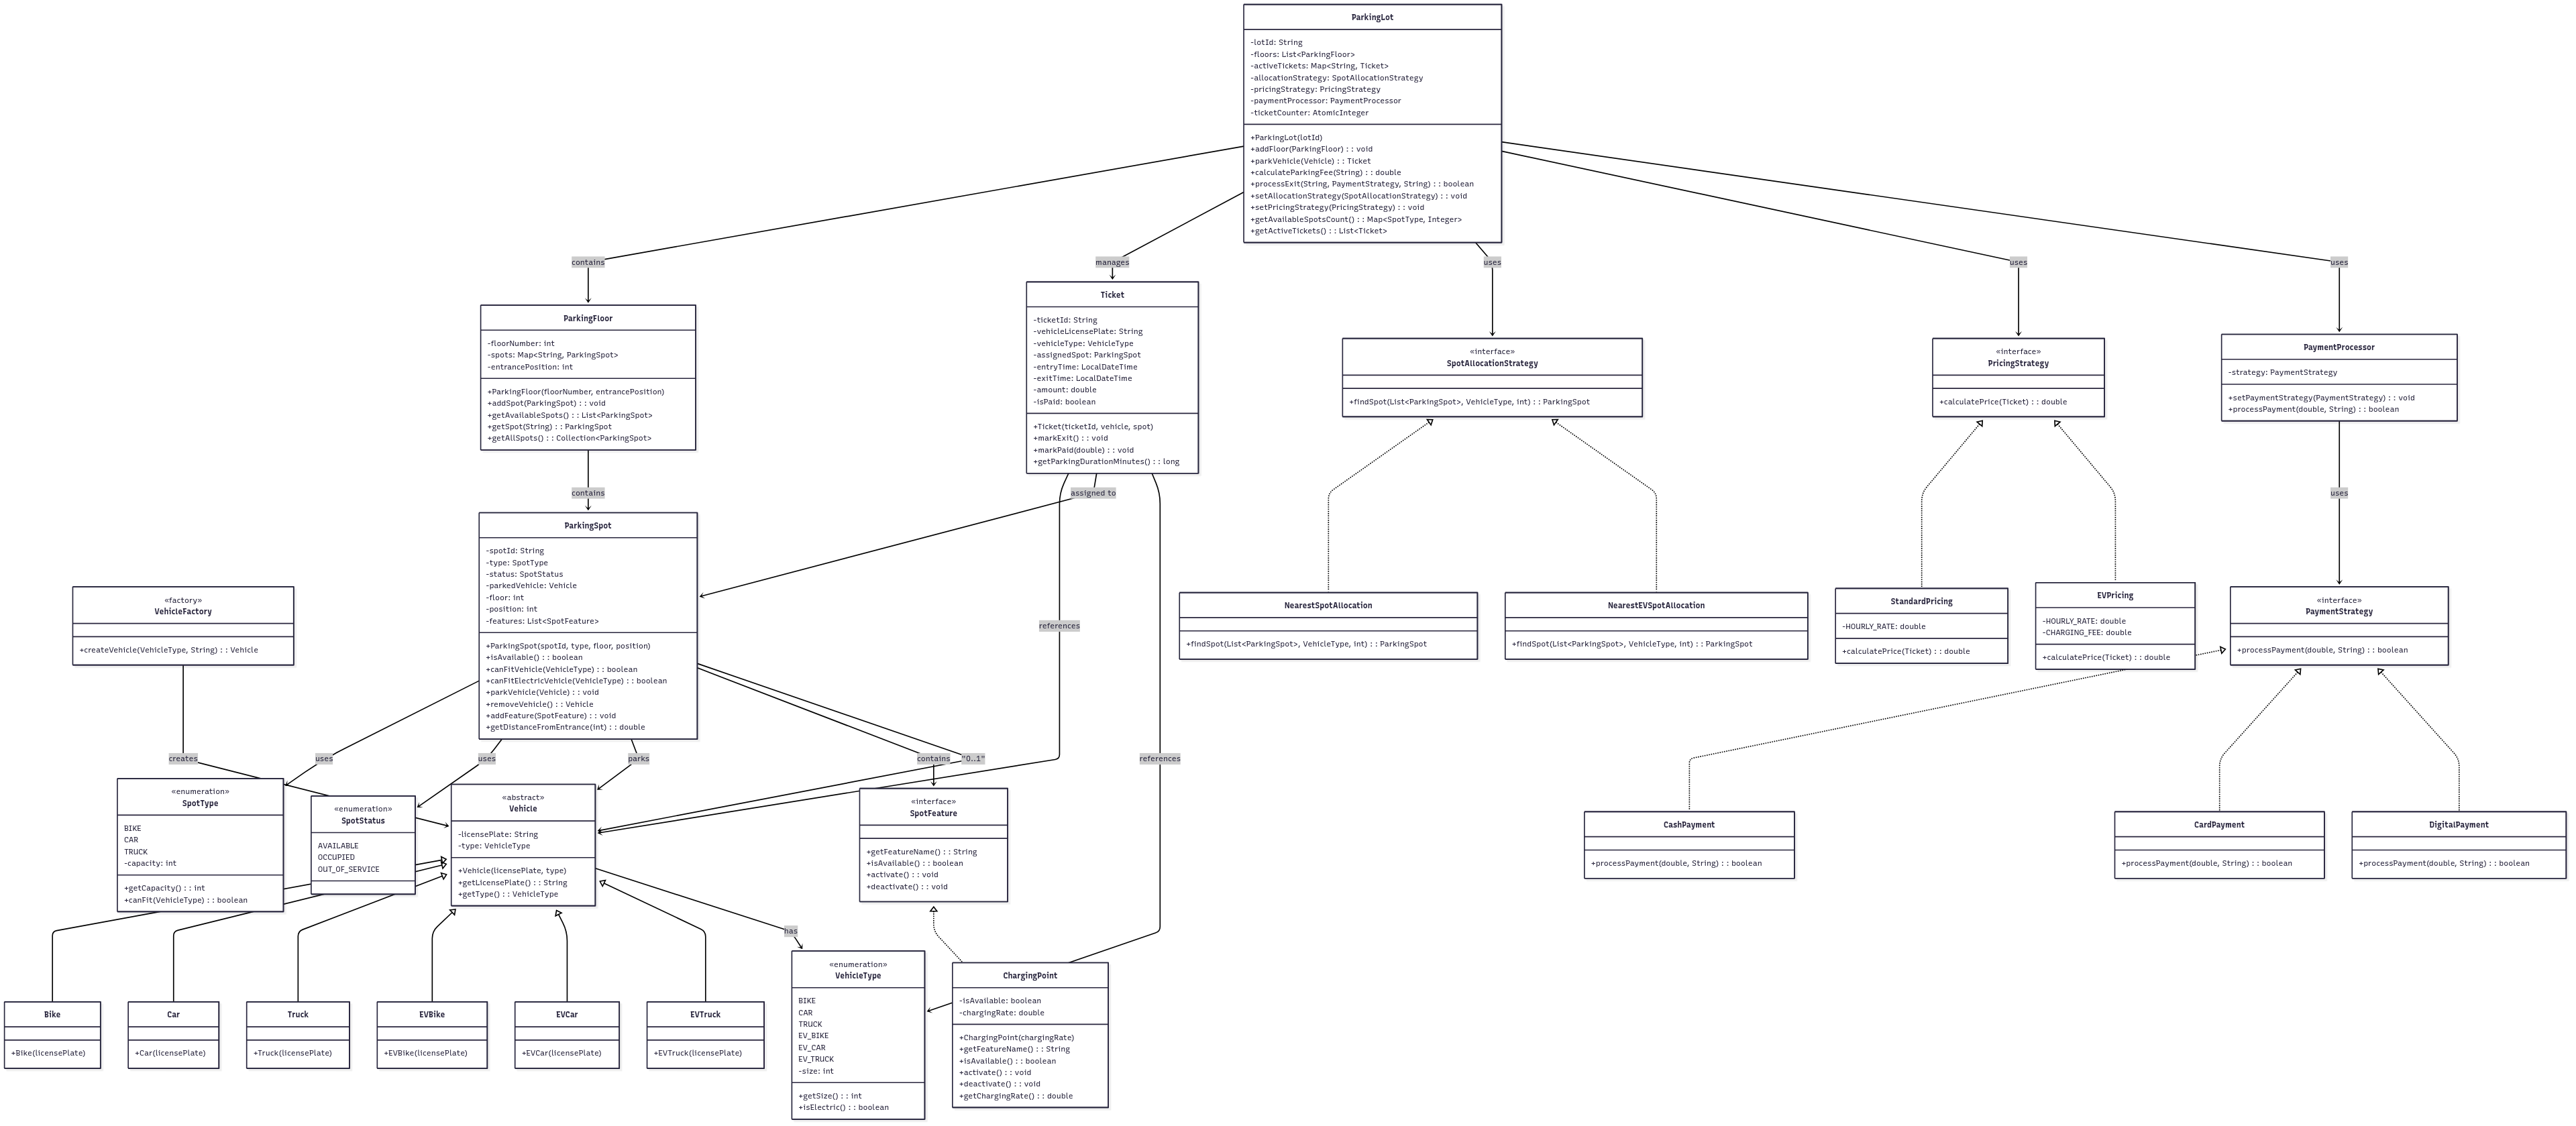 ParkingLot
-lotId: String
-floors: List<ParkingFloor>
-activeTickets: Map<String, Ticket>
-allocationStrategy: SpotAllocationStrategy
-pricingStrategy: PricingStrategy
-paymentProcessor: PaymentProcessor
-ticketCounter: AtomicInteger
+ParkingLot(lotId)
+addFloor(ParkingFloor) : : void
+parkVehicle(Vehicle) : : Ticket
+calculateParkingFee(String) : : double
+processExit(String, PaymentStrategy, String) : : boolean
+setAllocationStrategy(SpotAllocationStrategy) : : void
+setPricingStrategy(PricingStrategy) : : void
+getAvailableSpotsCount() : : Map<SpotType, Integer>
+getActiveTickets() : : List<Ticket>
contains
manages
uses
uses
uses
ParkingFloor
-floorNumber: int
-spots: Map<String, ParkingSpot>
-entrancePosition: int
+ParkingFloor(floorNumber, entrancePosition)
+addSpot(ParkingSpot) : : void
+getAvailableSpots() : : List<ParkingSpot>
+getSpot(String) : : ParkingSpot
+getAllSpots() : : Collection<ParkingSpot>
Ticket
-ticketId: String
-vehicleLicensePlate: String
-vehicleType: VehicleType
-assignedSpot: ParkingSpot
-entryTime: LocalDateTime
-exitTime: LocalDateTime
-amount: double
-isPaid: boolean
+Ticket(ticketId, vehicle, spot)
+markExit() : : void
+markPaid(double) : : void
+getParkingDurationMinutes() : : long
«interface»
SpotAllocationStrategy
+findSpot(List<ParkingSpot>, VehicleType, int) : : ParkingSpot
«interface»
PricingStrategy
+calculatePrice(Ticket) : : double
PaymentProcessor
-strategy: PaymentStrategy
+setPaymentStrategy(PaymentStrategy) : : void
+processPayment(double, String) : : boolean
contains
assigned to
uses
ParkingSpot
-spotId: String
-type: SpotType
-status: SpotStatus
-parkedVehicle: Vehicle
-floor: int
-position: int
-features: List<SpotFeature>
+ParkingSpot(spotId, type, floor, position)
+isAvailable() : : boolean
+canFitVehicle(VehicleType) : : boolean
+canFitElectricVehicle(VehicleType) : : boolean
+parkVehicle(Vehicle) : : void
+removeVehicle() : : Vehicle
+addFeature(SpotFeature) : : void
+getDistanceFromEntrance(int) : : double
«factory»
VehicleFactory
+createVehicle(VehicleType, String) : : Vehicle
references
NearestSpotAllocation
+findSpot(List<ParkingSpot>, VehicleType, int) : : ParkingSpot
NearestEVSpotAllocation
+findSpot(List<ParkingSpot>, VehicleType, int) : : ParkingSpot
StandardPricing
-HOURLY_RATE: double
+calculatePrice(Ticket) : : double
EVPricing
-HOURLY_RATE: double
-CHARGING_FEE: double
+calculatePrice(Ticket) : : double
«interface»
PaymentStrategy
+processPayment(double, String) : : boolean
creates
uses
uses
parks
contains
"0..1"
references
«enumeration»
SpotType
BIKE
CAR
TRUCK
-capacity: int
+getCapacity() : : int
+canFit(VehicleType) : : boolean
«enumeration»
SpotStatus
AVAILABLE
OCCUPIED
OUT_OF_SERVICE
«abstract»
Vehicle
-licensePlate: String
-type: VehicleType
+Vehicle(licensePlate, type)
+getLicensePlate() : : String
+getType() : : VehicleType
«interface»
SpotFeature
+getFeatureName() : : String
+isAvailable() : : boolean
+activate() : : void
+deactivate() : : void
CashPayment
+processPayment(double, String) : : boolean
CardPayment
+processPayment(double, String) : : boolean
DigitalPayment
+processPayment(double, String) : : boolean
has
Bike
+Bike(licensePlate)
Car
+Car(licensePlate)
Truck
+Truck(licensePlate)
EVBike
+EVBike(licensePlate)
EVCar
+EVCar(licensePlate)
EVTruck
+EVTruck(licensePlate)
«enumeration»
VehicleType
BIKE
CAR
TRUCK
EV_BIKE
EV_CAR
EV_TRUCK
-size: int
+getSize() : : int
+isElectric() : : boolean
ChargingPoint
-isAvailable: boolean
-chargingRate: double
+ChargingPoint(chargingRate)
+getFeatureName() : : String
+isAvailable() : : boolean
+activate() : : void
+deactivate() : : void
+getChargingRate() : : double